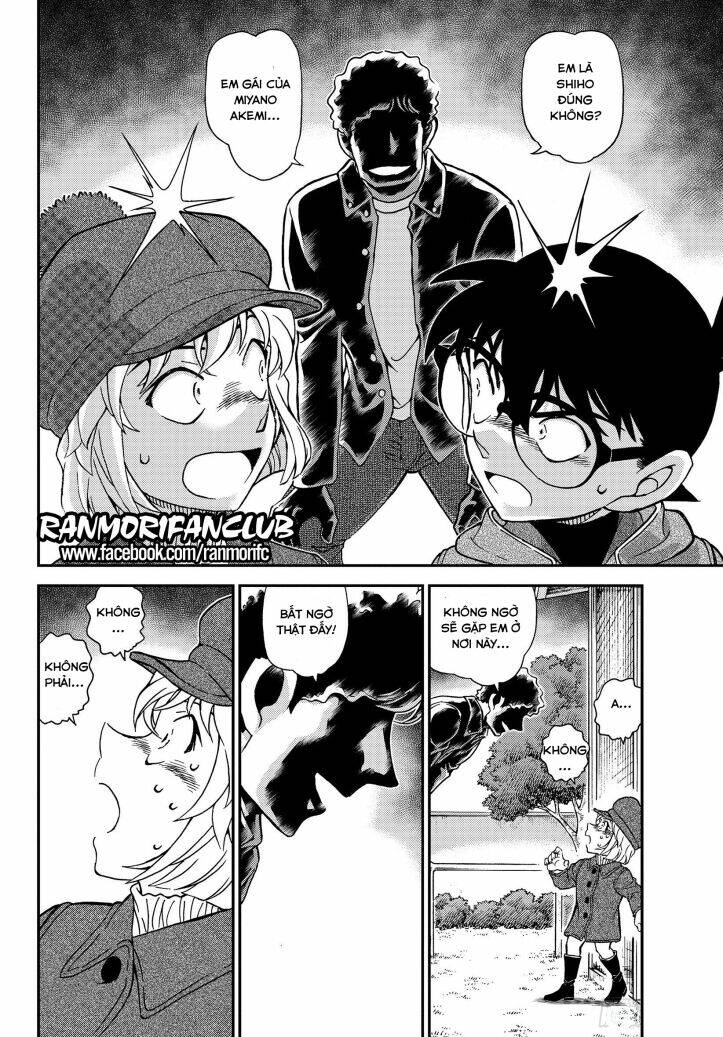 EM LÀ
SHIHO
ĐÚNG
KHÔNG?
EM GÁI CỦA
MIYANO
AKEMI...
RANMORIFANCLUB
www.facebook.com/ranmorifc
KHÔNG NGỜ
SẼ GẶP EM Ở
NƠI NÀY...
A...
KHÔNG
...
BẤT NGỜ
THẬT ĐẤY!
KHÔNG
...
KHÔNG
PHẢI...